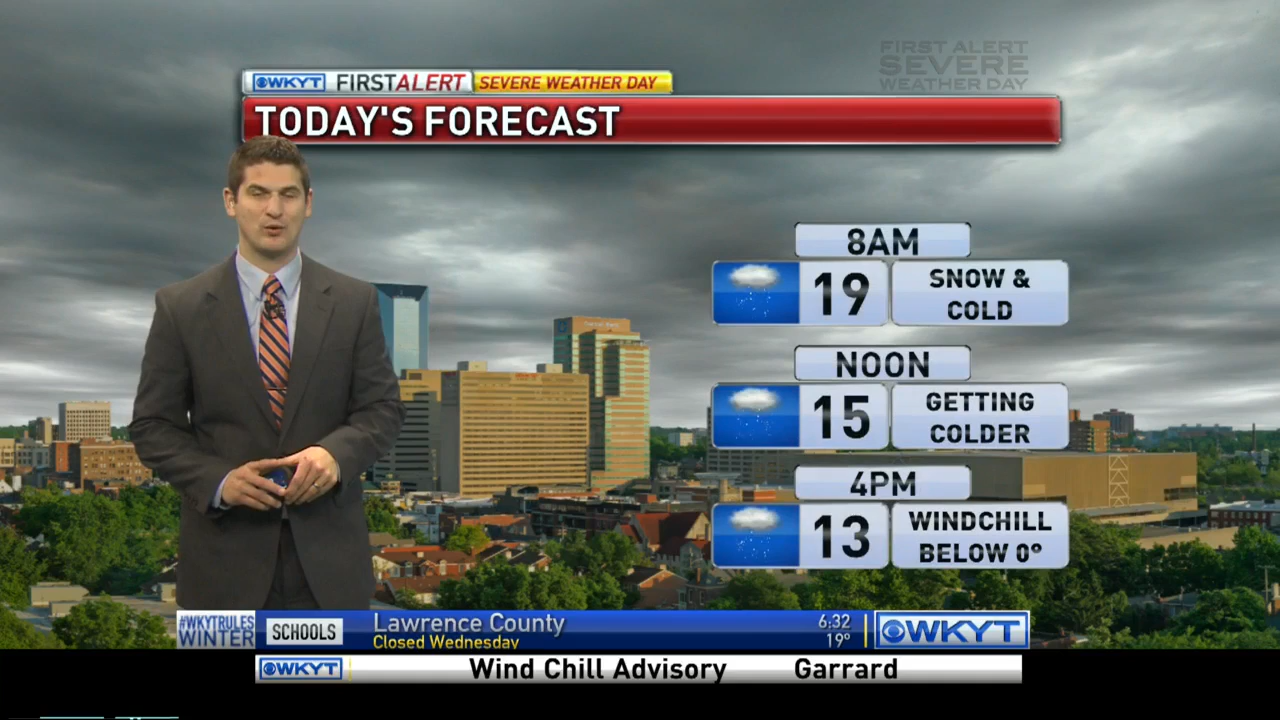 FIRST ALERT
SEVERE
WEATHER DAY
WKYT FIRST ALERT SEVERE WEATHER DAY
TODAY'S FORECAST
8AM
19 SNOW &
COLD
NOON
15 GETTING
COLDER
4PM
13 WINDCHILL
BELOW 0°
#WKYTRULES
WINTER
SCHOOLS
Lawrence County
Closed Wednesday
6:32
19°
WKYT
WKYT Wind Chill Advisory Garrard